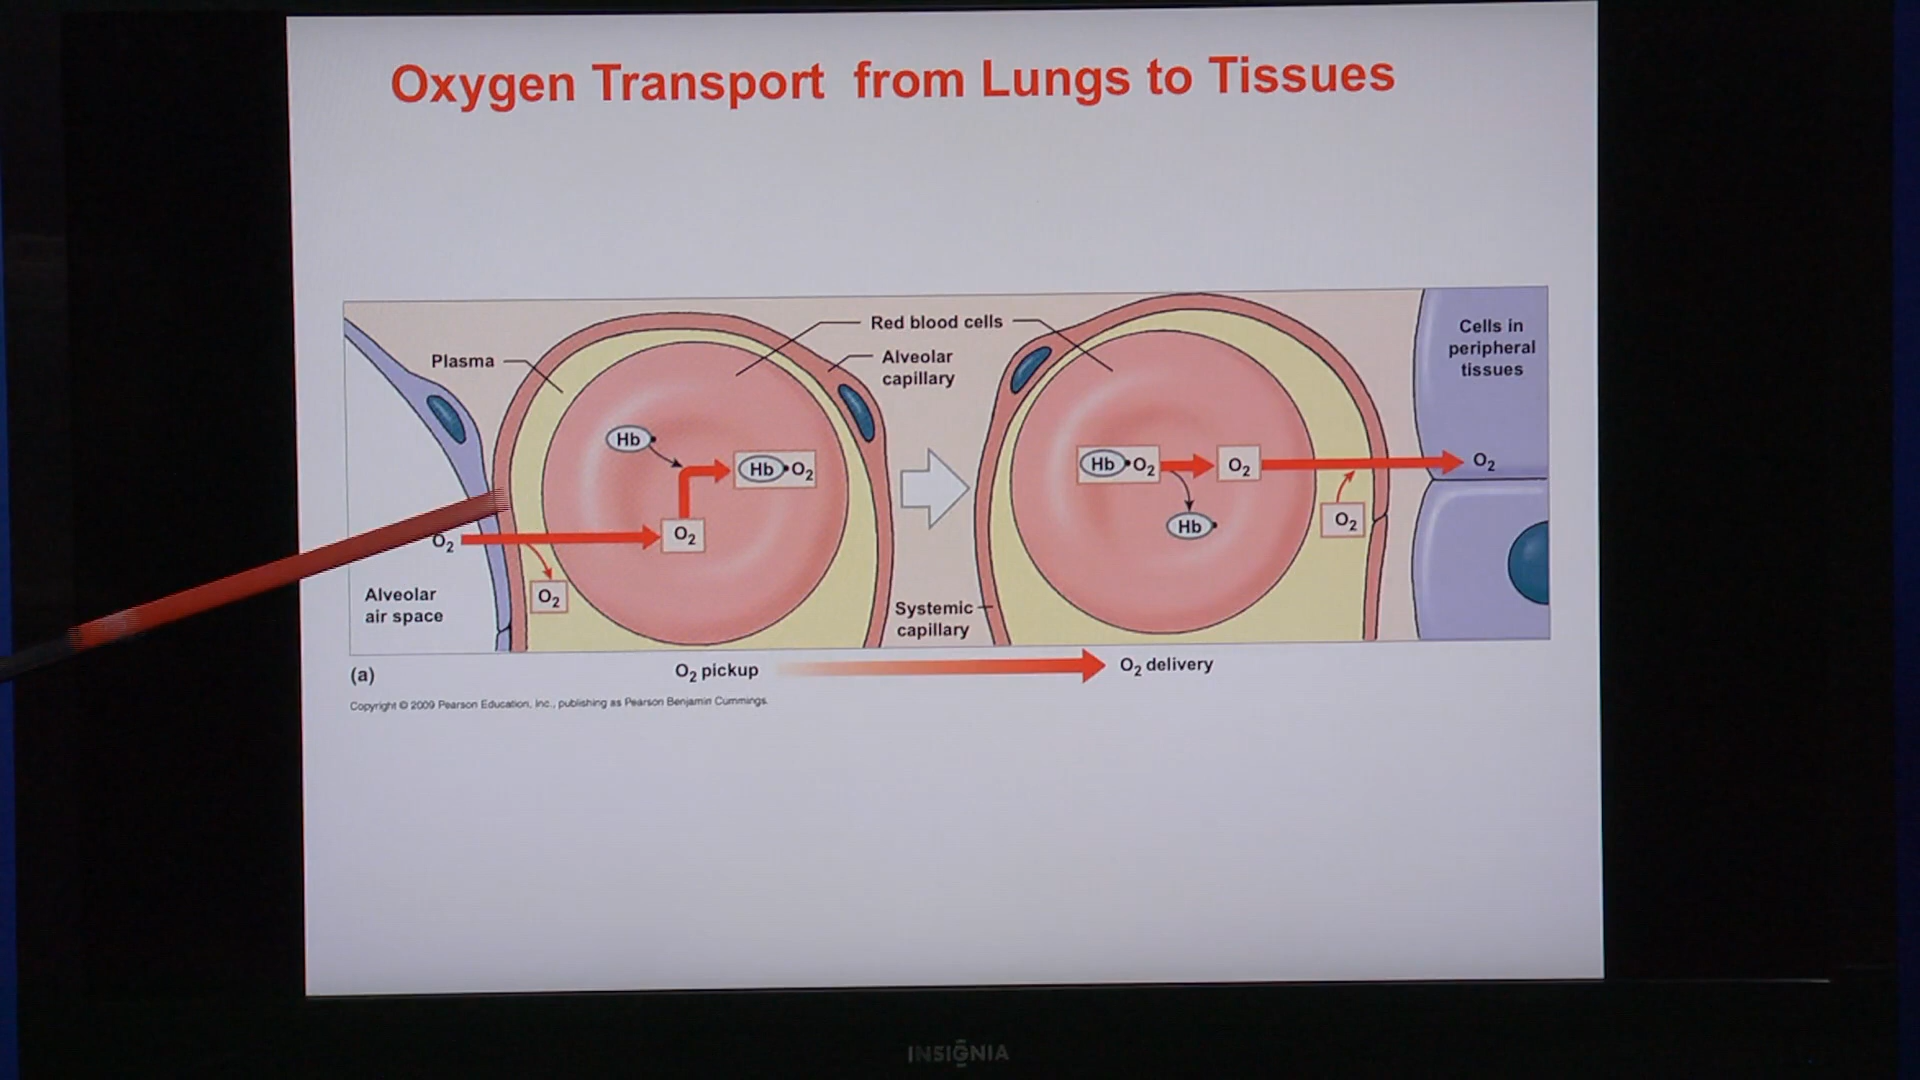 Oxygen Transport from Lungs to Tissues
Red blood cells
Plasma
Alveolar
capillary
Cells in
peripheral
tissues
Hb
Hb•O₂
O₂
O₂
O₂
Alveolar
air space
Hb•O₂
O₂
O₂
Hb
O₂
Systemic
capillary
(a)
O₂ pickup
O₂ delivery
Copyright © 2009 Pearson Education, Inc., publishing as Pearson Benjamin Cummings.
INSIGNIA